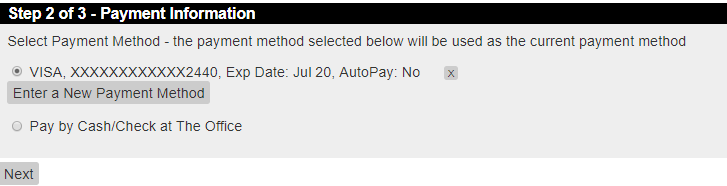 Step 2 of 3 - Payment Information
Select Payment Method - the payment method selected below will be used as the current payment method
VISA, XXXXXXXXXXXX2440, Exp Date: Jul 20, AutoPay: No x
Enter a New Payment Method
Pay by Cash/Check at The Office
Next